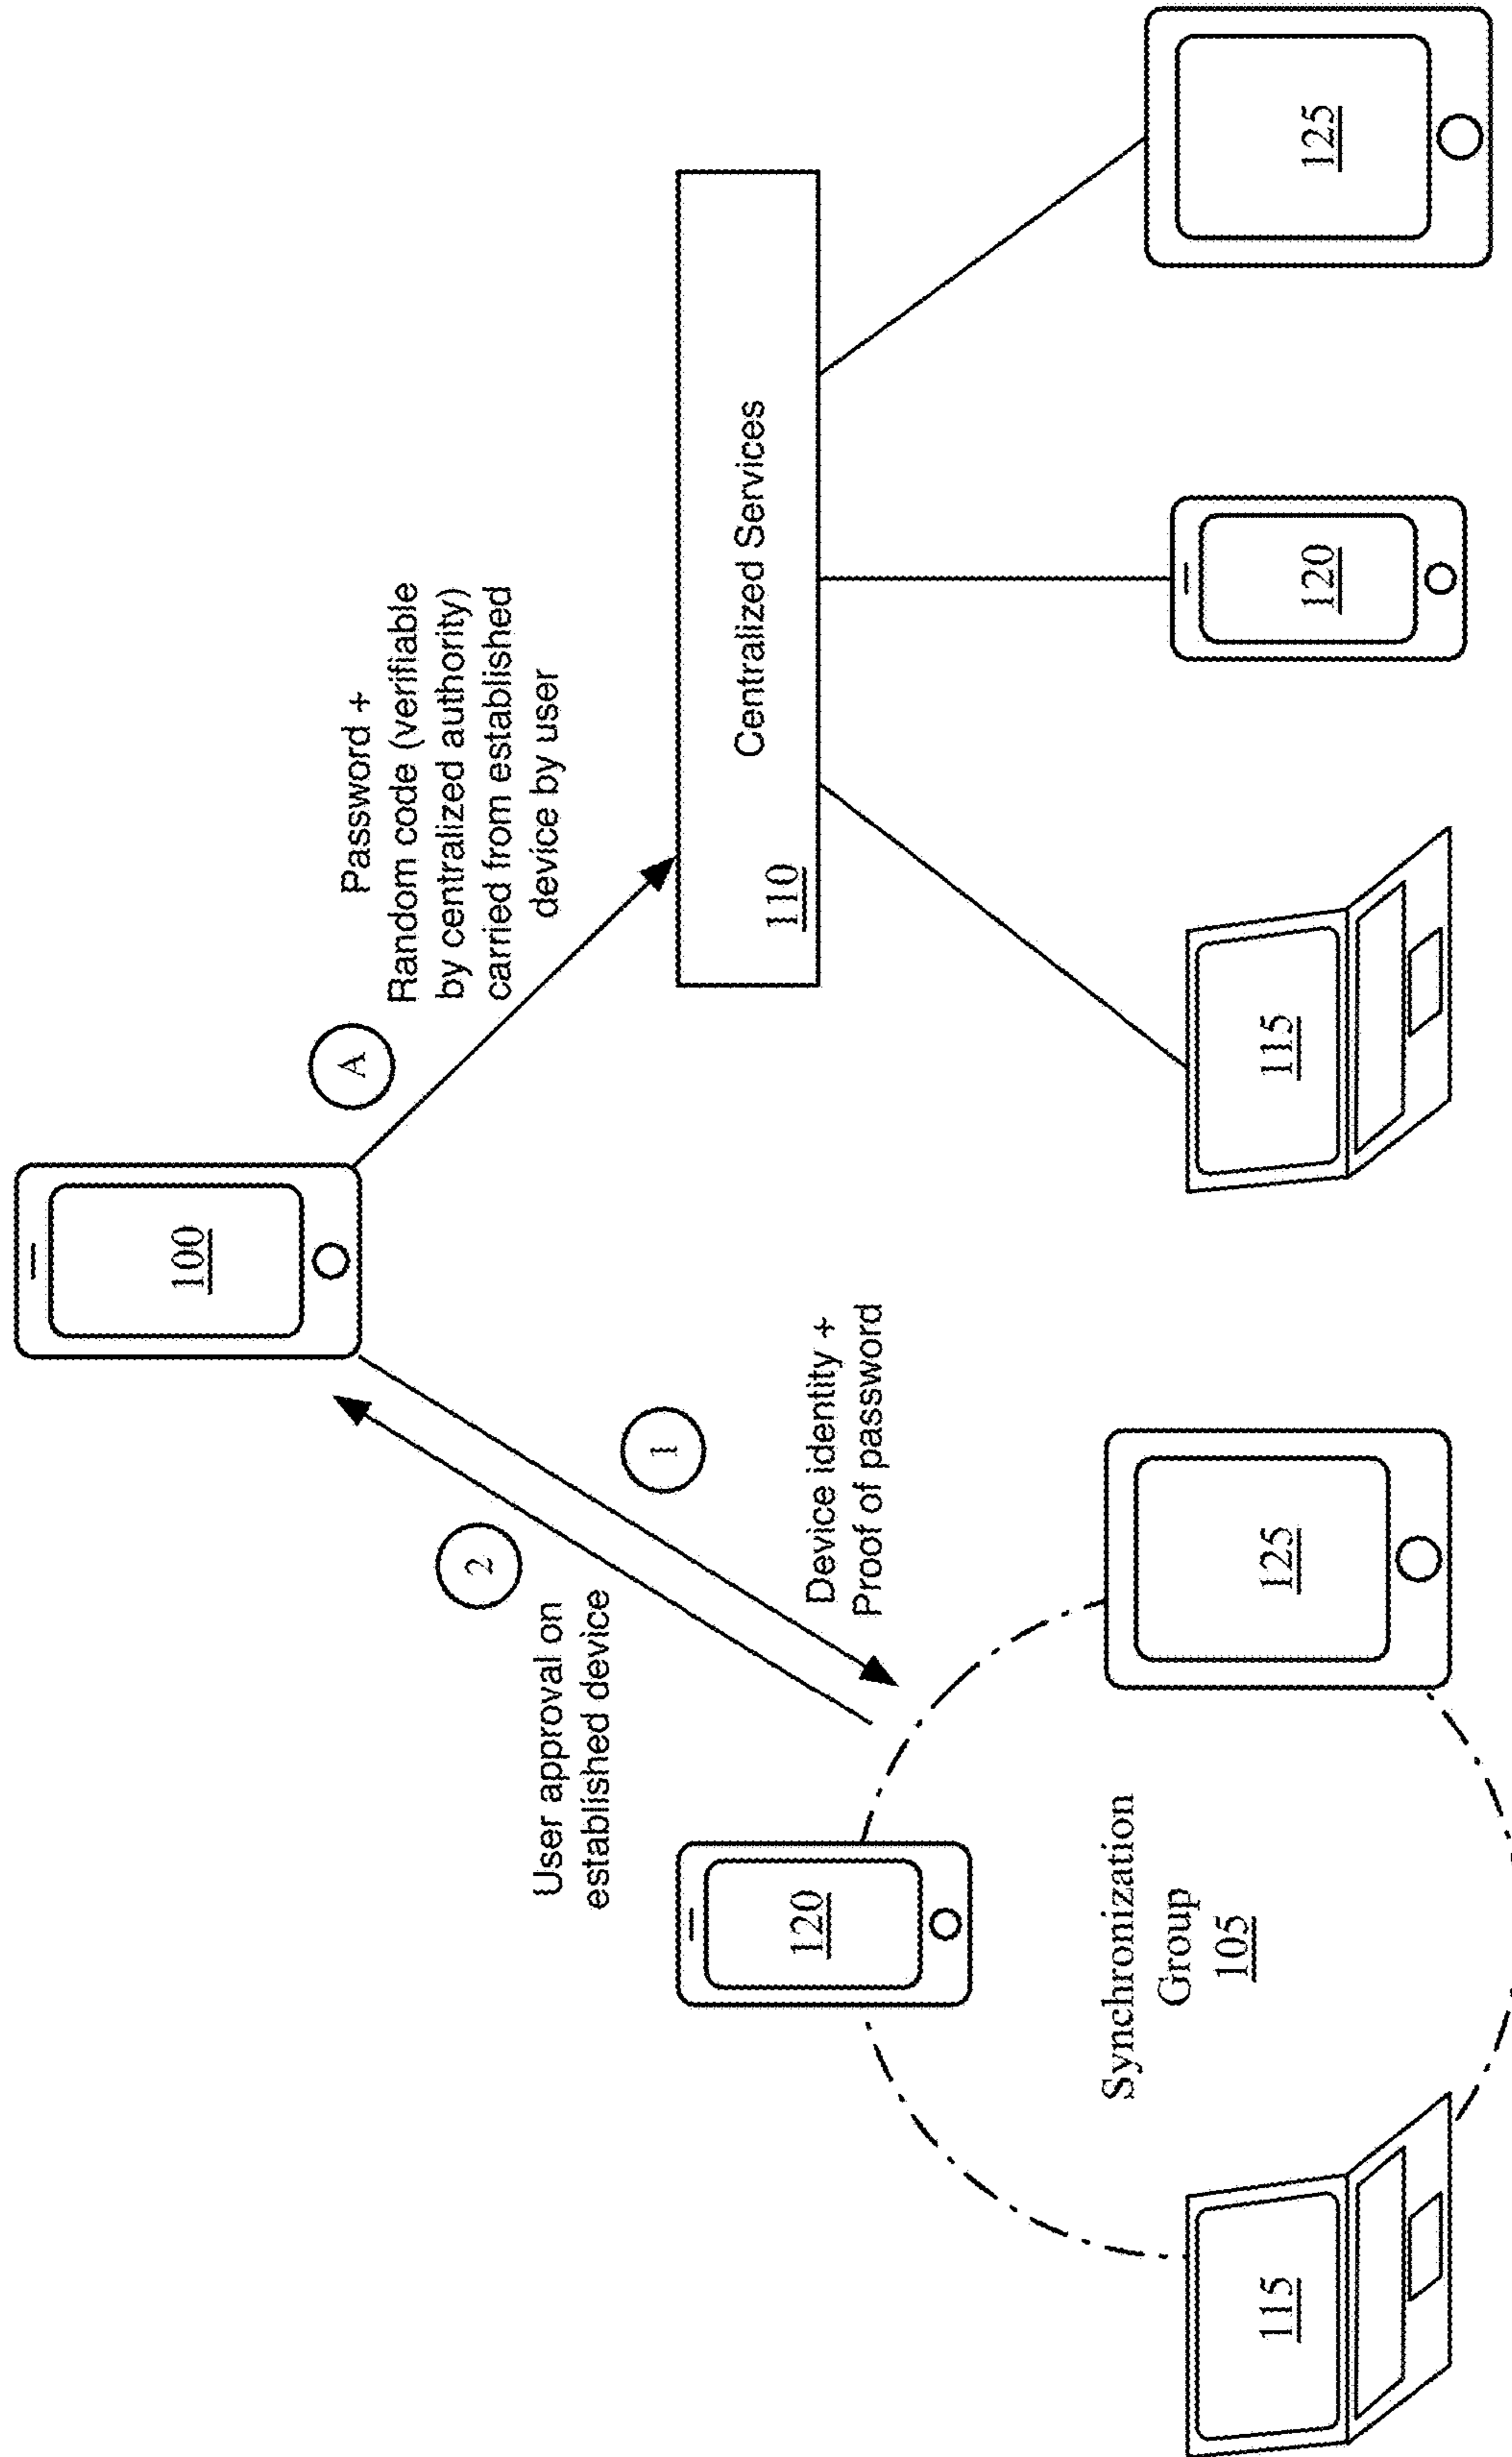 100
A
Password +
Random code (verifiable
by centralized authority)
carried from established
device by user
2
User approval on
established device
1
Device identity +
Proof of password
120
Synchronization
Group
105
115
125
110
Centralized Services
115
120
125